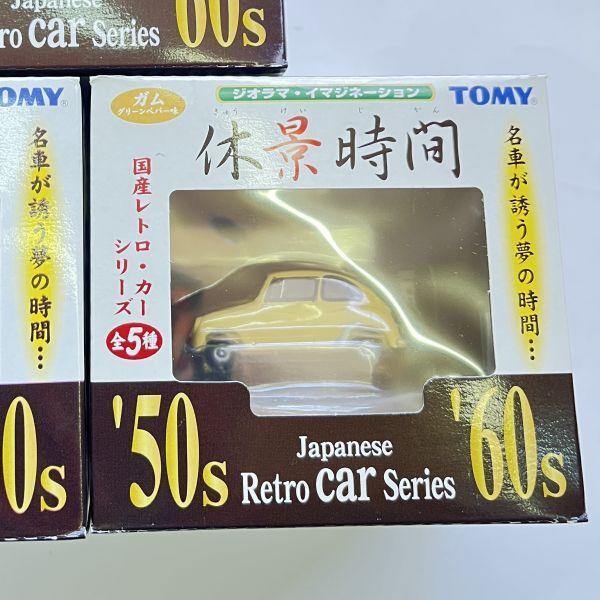 Japanese
Retro car Series '60s
TOMY
名車が誘う夢の時間…
0s
ガム
グリーンペパー味
ジオラマ・イマジネーション
TOMY
きゅう けい じ かん
休景時間
国産レトロ・カー
シリーズ
全5種
名車が誘う夢の時間…
'50s
Japanese
Retro car Series
'60s